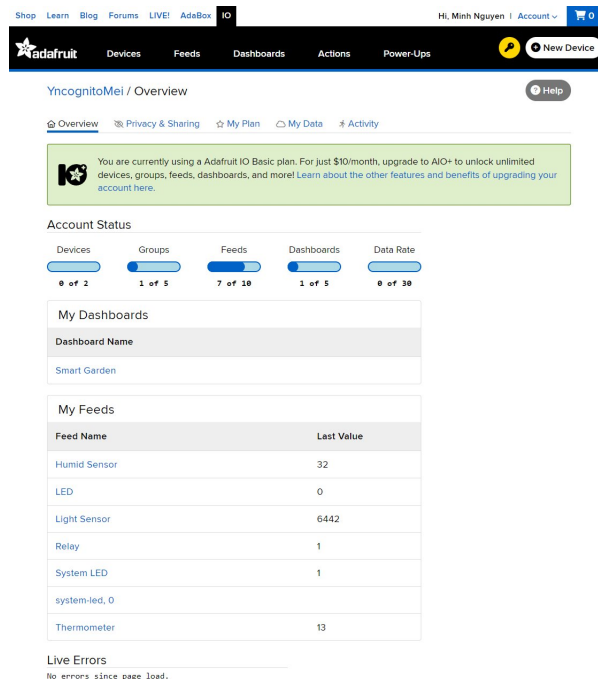 Shop Learn Blog Forums LIVE! AdaBox IO Hi, Minh Nguyen | Account 0
adafruit Devices Feeds Dashboards Actions Power-Ups New Device
YncognitoMei / Overview Help
Overview Privacy & Sharing My Plan My Data Activity
You are currently using a Adafruit IO Basic plan. For just $10/month, upgrade to AIO+ to unlock unlimited
devices, groups, feeds, dashboards, and more! Learn about the other features and benefits of upgrading your
account here.
Account Status
Devices Groups Feeds Dashboards Data Rate
0 of 2 1 of 5 7 of 10 1 of 5 0 of 30
My Dashboards
Dashboard Name
Smart Garden
My Feeds
Feed Name Last Value
Humid Sensor 32
LED 0
Light Sensor 6442
Relay 1
System LED 1
system-led, 0
Thermometer 13
Live Errors
No errors since page load.